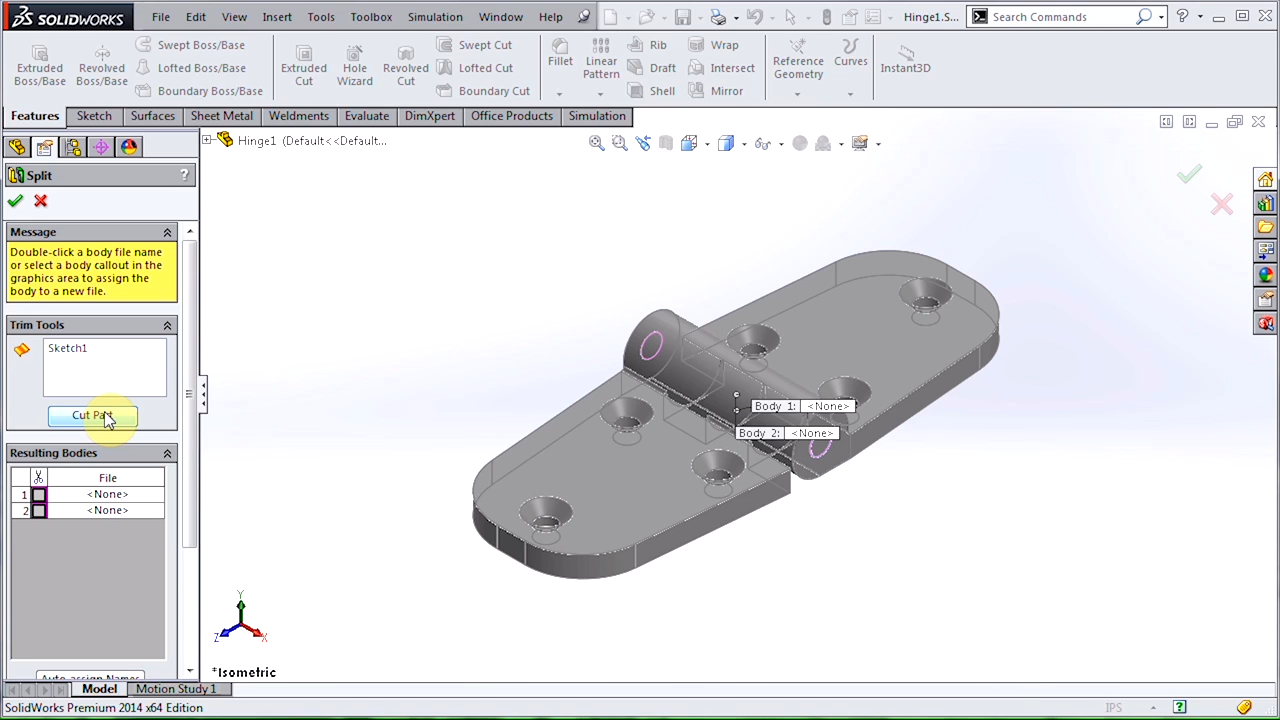 SOLIDWORKS File Edit View Insert Tools Toolbox Simulation Window Help Hinge1.S... Search Commands
Extruded Boss/Base
Revolved Boss/Base
Swept Boss/Base
Lofted Boss/Base
Boundary Boss/Base
Extruded Cut
Hole Wizard
Revolved Cut
Swept Cut
Lofted Cut
Boundary Cut
Fillet
Linear Pattern
Rib
Draft
Shell
Wrap
Intersect
Mirror
Reference Geometry
Curves
Instant3D
Features Sketch Surfaces Sheet Metal Weldments Evaluate DimXpert Office Products Simulation
Hinge1 (Default<<Default...
Split ?
Message
Double-click a body file name
or select a body callout in the
graphics area to assign the
body to a new file.
Trim Tools
Sketch1
Cut Part
Resulting Bodies
File
1 <None>
2 <None>
Auto-assign Names
Body 1: <None>
Body 2: <None>
Y
Z X
*Isometric
Model Motion Study 1
SolidWorks Premium 2014 x64 Edition IPS